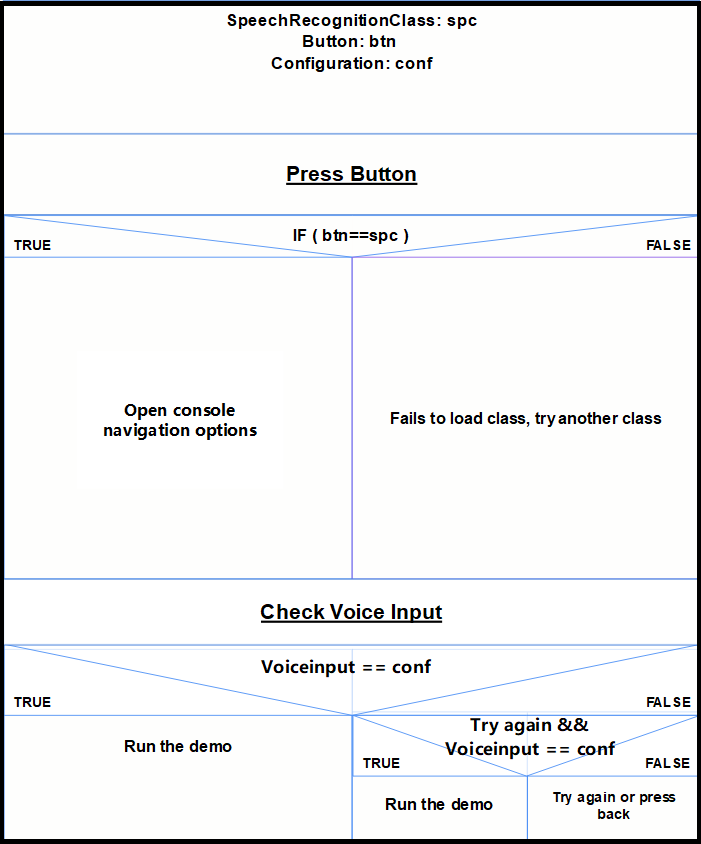 SpeechRecognitionClass: spc
Button: btn
Configuration: conf
Press Button
IF ( btn==spc )
TRUE
FALSE
Open console
navigation options
Fails to load class, try another class
Check Voice Input
Voiceinput == conf
TRUE
FALSE
Run the demo
Try again &&
Voiceinput == conf
TRUE
FALSE
Run the demo
Try again or press
back